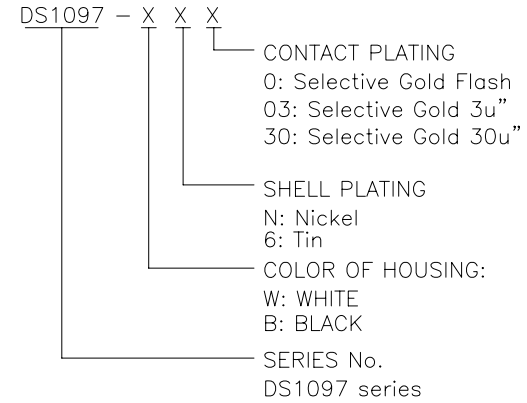 DS1097 - X X X
CONTACT PLATING
0: Selective Gold Flash
03: Selective Gold 3u”
30: Selective Gold 30u”
SHELL PLATING
N: Nickel
6: Tin
COLOR OF HOUSING:
W: WHITE
B: BLACK
SERIES No.
DS1097 series